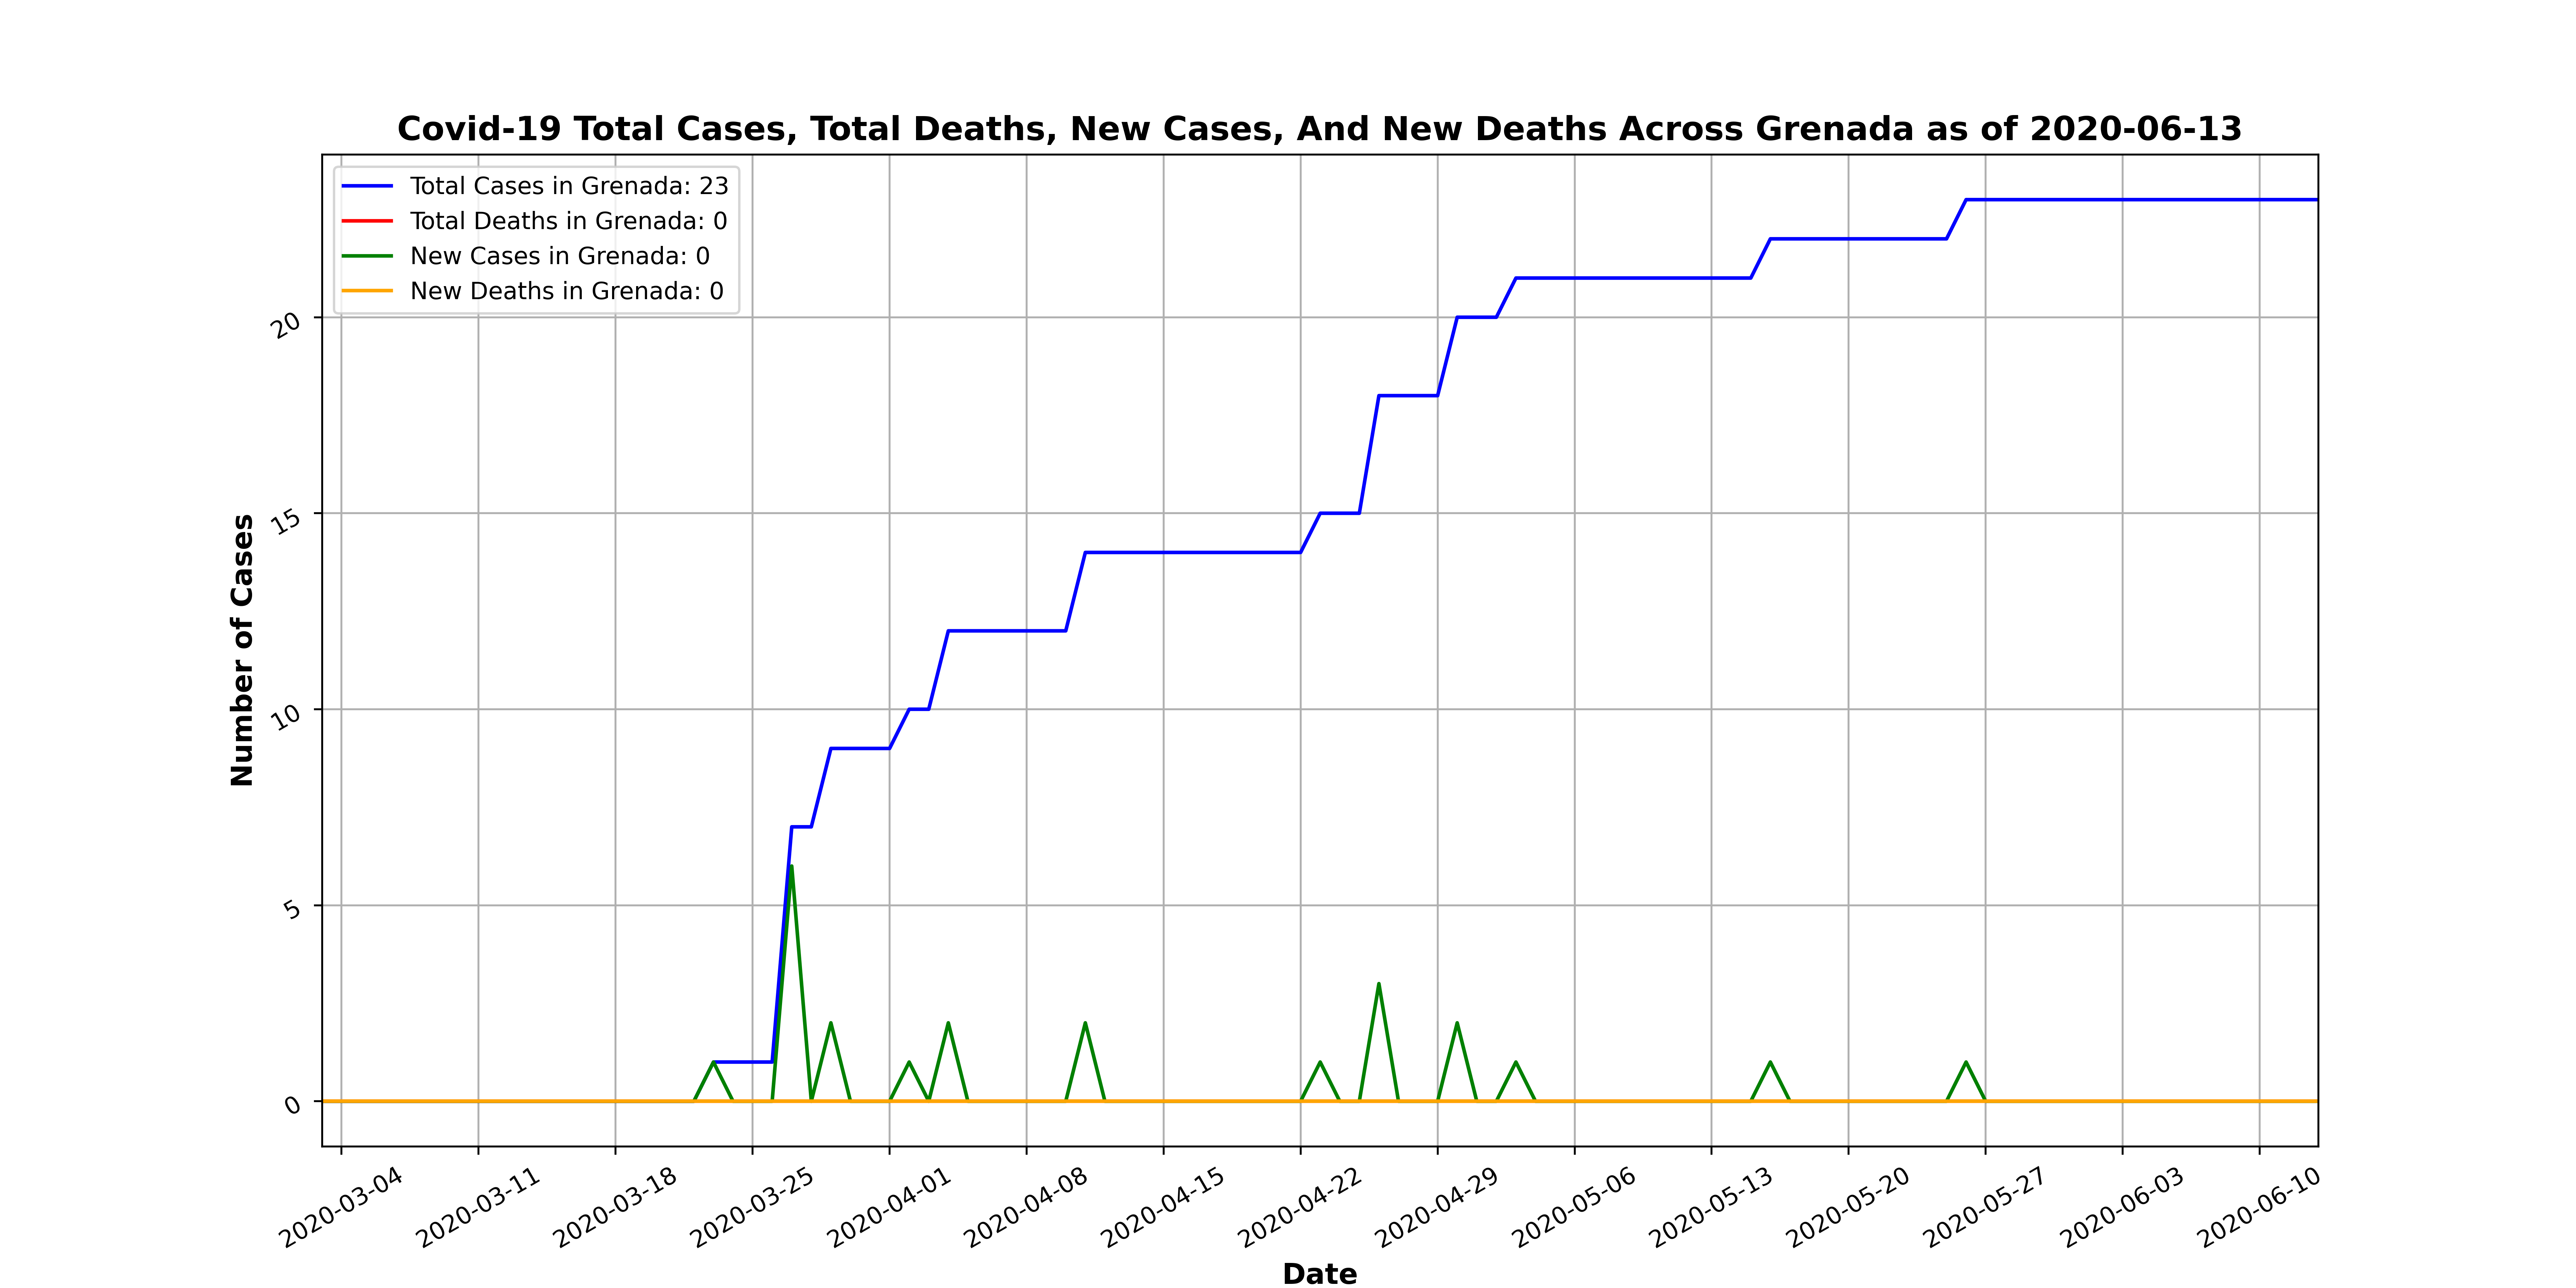 Covid-19 Total Cases, Total Deaths, New Cases, And New Deaths Across Grenada as of 2020-06-13
Total Cases in Grenada: 23
Total Deaths in Grenada: 0
New Cases in Grenada: 0
New Deaths in Grenada: 0
Number of Cases
20
15
10
5
0
2020-03-04
2020-03-11
2020-03-18
2020-03-25
2020-04-01
2020-04-08
2020-04-15
2020-04-22
2020-04-29
2020-05-06
2020-05-13
2020-05-20
2020-05-27
2020-06-03
2020-06-10
Date